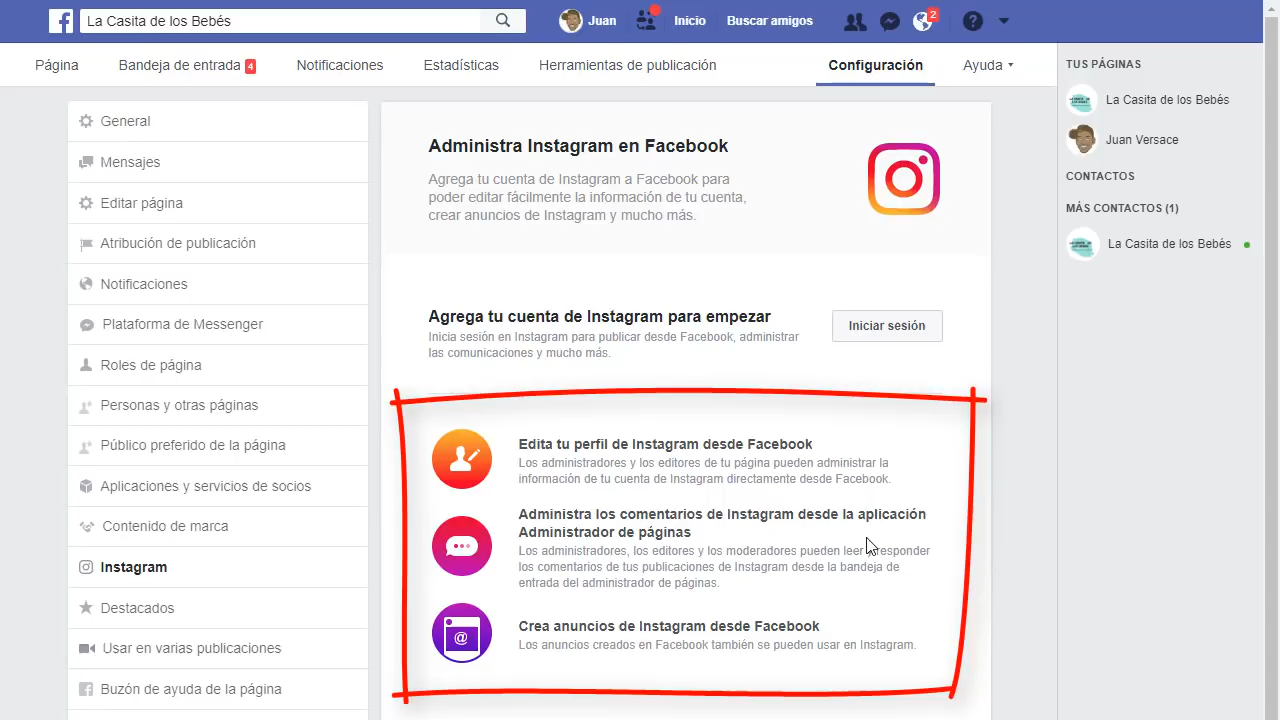 La Casita de los Bebés
Juan
Inicio
Buscar amigos
2
Página
Bandeja de entrada 4
Notificaciones
Estadísticas
Herramientas de publicación
Configuración
Ayuda
General
Mensajes
Editar página
Atribución de publicación
Notificaciones
Plataforma de Messenger
Roles de página
Personas y otras páginas
Público preferido de la página
Aplicaciones y servicios de socios
Contenido de marca
Instagram
Destacados
Usar en varias publicaciones
Buzón de ayuda de la página
Administra Instagram en Facebook
Agrega tu cuenta de Instagram a Facebook para
poder editar fácilmente la información de tu cuenta,
crear anuncios de Instagram y mucho más.
Agrega tu cuenta de Instagram para empezar
Inicia sesión en Instagram para publicar desde Facebook, administrar
las comunicaciones y mucho más.
Iniciar sesión
Edita tu perfil de Instagram desde Facebook
Los administradores y los editores de tu página pueden administrar la
información de tu cuenta de Instagram directamente desde Facebook.
Administra los comentarios de Instagram desde la aplicación
Administrador de páginas
Los administradores, los editores y los moderadores pueden leer responder
los comentarios de tus publicaciones de Instagram desde la bandeja de
entrada del administrador de páginas.
Crea anuncios de Instagram desde Facebook
Los anuncios creados en Facebook también se pueden usar en Instagram.
TUS PÁGINAS
La Casita de los Bebés
Juan Versace
CONTACTOS
MÁS CONTACTOS (1)
La Casita de los Bebés